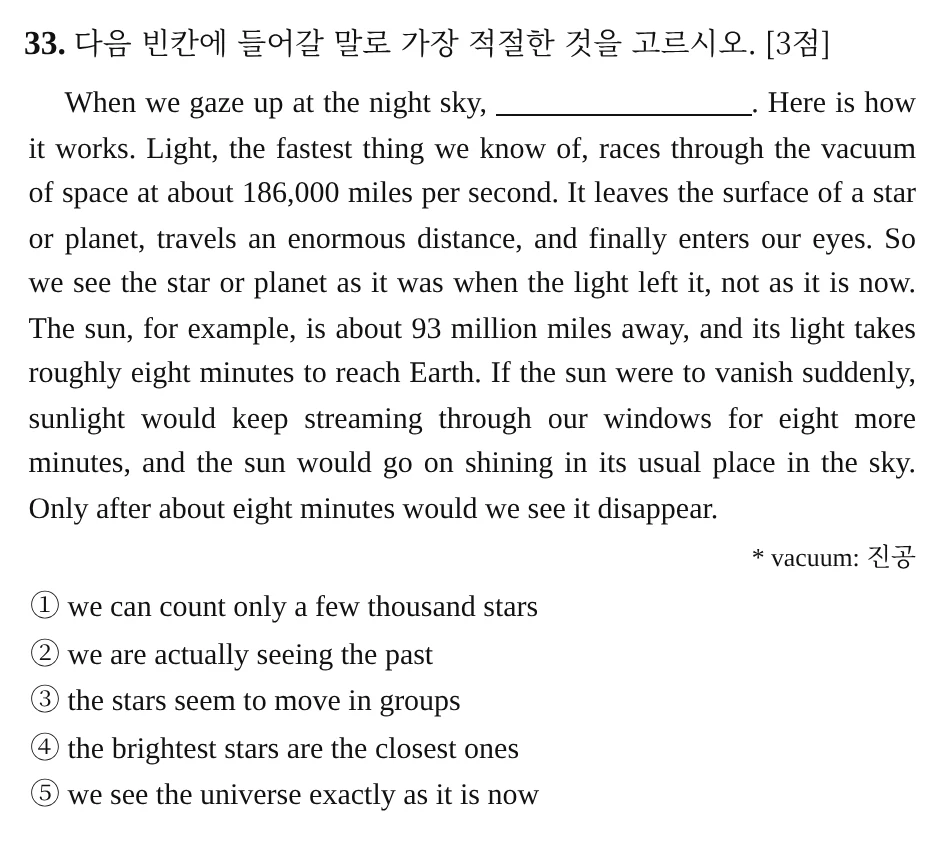 33. 다음 빈칸에 들어갈 말로 가장 적절한 것을 고르시오. [3점]
When we gaze up at the night sky, ________________. Here is how
it works. Light, the fastest thing we know of, races through the vacuum
of space at about 186,000 miles per second. It leaves the surface of a star
or planet, travels an enormous distance, and finally enters our eyes. So
we see the star or planet as it was when the light left it, not as it is now.
The sun, for example, is about 93 million miles away, and its light takes
roughly eight minutes to reach Earth. If the sun were to vanish suddenly,
sunlight would keep streaming through our windows for eight more
minutes, and the sun would go on shining in its usual place in the sky.
Only after about eight minutes would we see it disappear.
* vacuum: 진공
① we can count only a few thousand stars
② we are actually seeing the past
③ the stars seem to move in groups
④ the brightest stars are the closest ones
⑤ we see the universe exactly as it is now